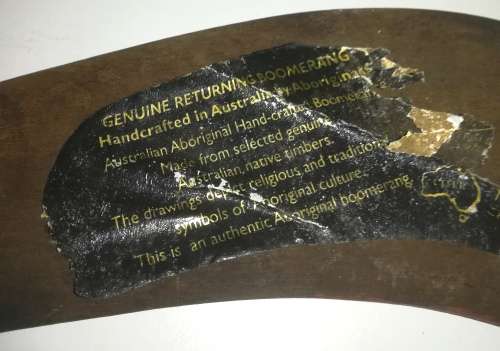 GENUINE RETURNING BOOMERANG
Handcrafted in Australia by Aboriginals
Australian Aboriginal Hand-crafted Boomerang
Made from selected genuine
Australian native timbers.
The drawings depict religious and traditional
symbols of Aboriginal culture.
This is an authentic Aboriginal boomerang.